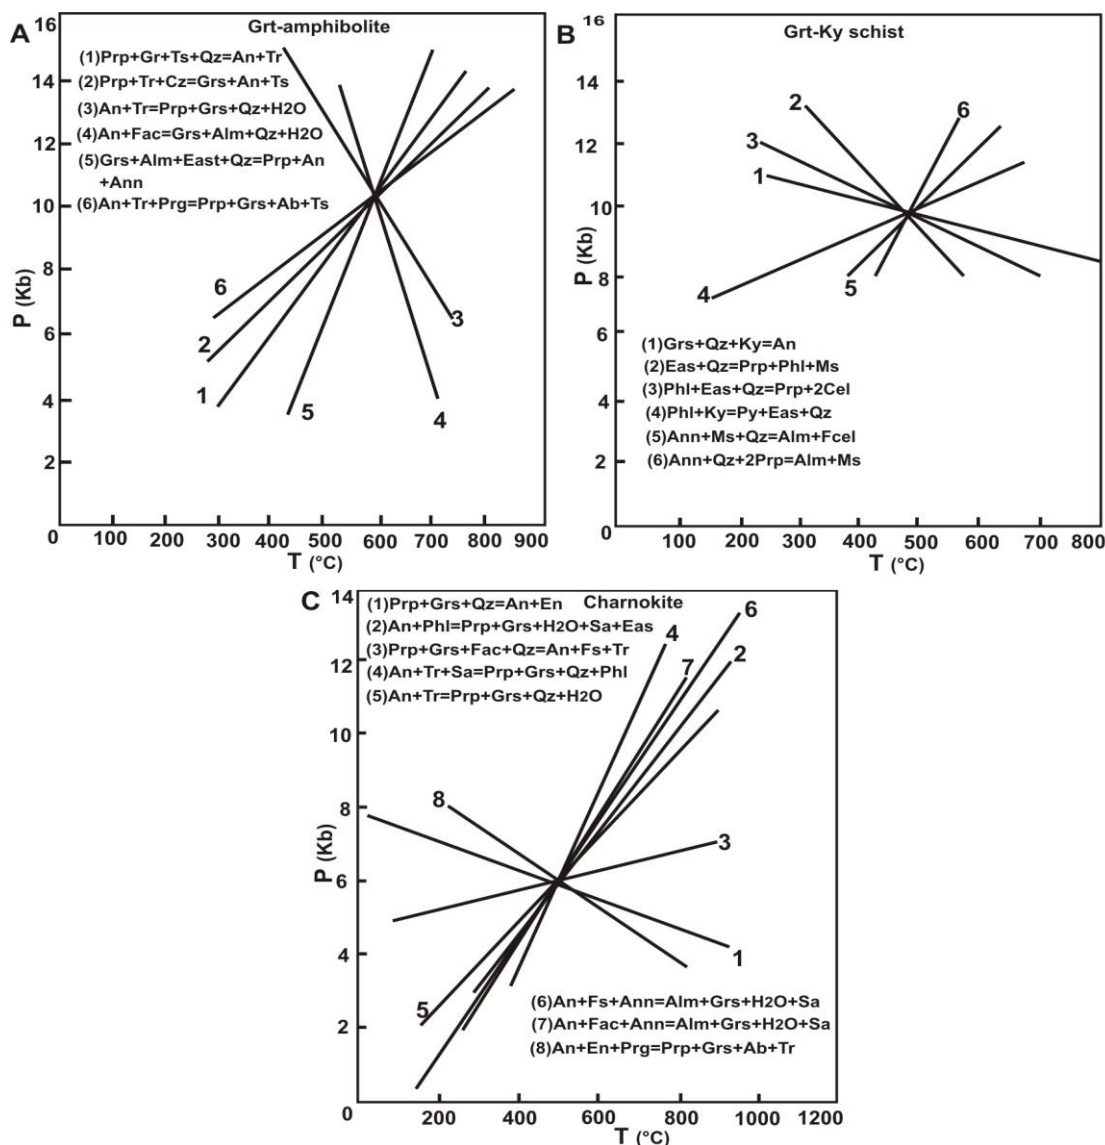 A
Grt-amphibolite
(1)Prp+Gr+Ts+Qz=An+Tr
(2)Prp+Tr+Cz=Grs+An+Ts
(3)An+Tr=Prp+Grs+Qz+H2O
(4)An+Fac=Grs+Alm+Qz+H2O
(5)Grs+Alm+East+Qz=Prp+An
+Ann
(6)An+Tr+Prg=Prp+Grs+Ab+Ts
16
14
12
10
8
6
4
2
0
P (Kb)
6
2
1
5
3
4
100 200 300 400 500 600 700 800 900
T (°C)
B
Grt-Ky schist
16
14
12
10
8
6
4
2
0
P (Kb)
2
3
1
4
5
6
(1)Grs+Qz+Ky=An
(2)Eas+Qz=Prp+Phl+Ms
(3)Phl+Eas+Qz=Prp+2Cel
(4)Phl+Ky=Py+Eas+Qz
(5)Ann+Ms+Qz=Alm+Fcel
(6)Ann+Qz+2Prp=Alm+Ms
100 200 300 400 500 600 700 800
T (°C)
C
Charnokite
(1)Prp+Grs+Qz=An+En
(2)An+Phl=Prp+Grs+H2O+Sa+Eas
(3)Prp+Grs+Fac+Qz=An+Fs+Tr
(4)An+Tr+Sa=Prp+Grs+Qz+Phl
(5)An+Tr=Prp+Grs+Qz+H2O
14
12
10
8
6
4
2
0
P (Kb)
4
6
7
2
8
3
1
5
(6)An+Fs+Ann=Alm+Grs+H2O+Sa
(7)An+Fac+Ann=Alm+Grs+H2O+Sa
(8)An+En+Prg=Prp+Grs+Ab+Tr
200 400 600 800 1000 1200
T (°C)